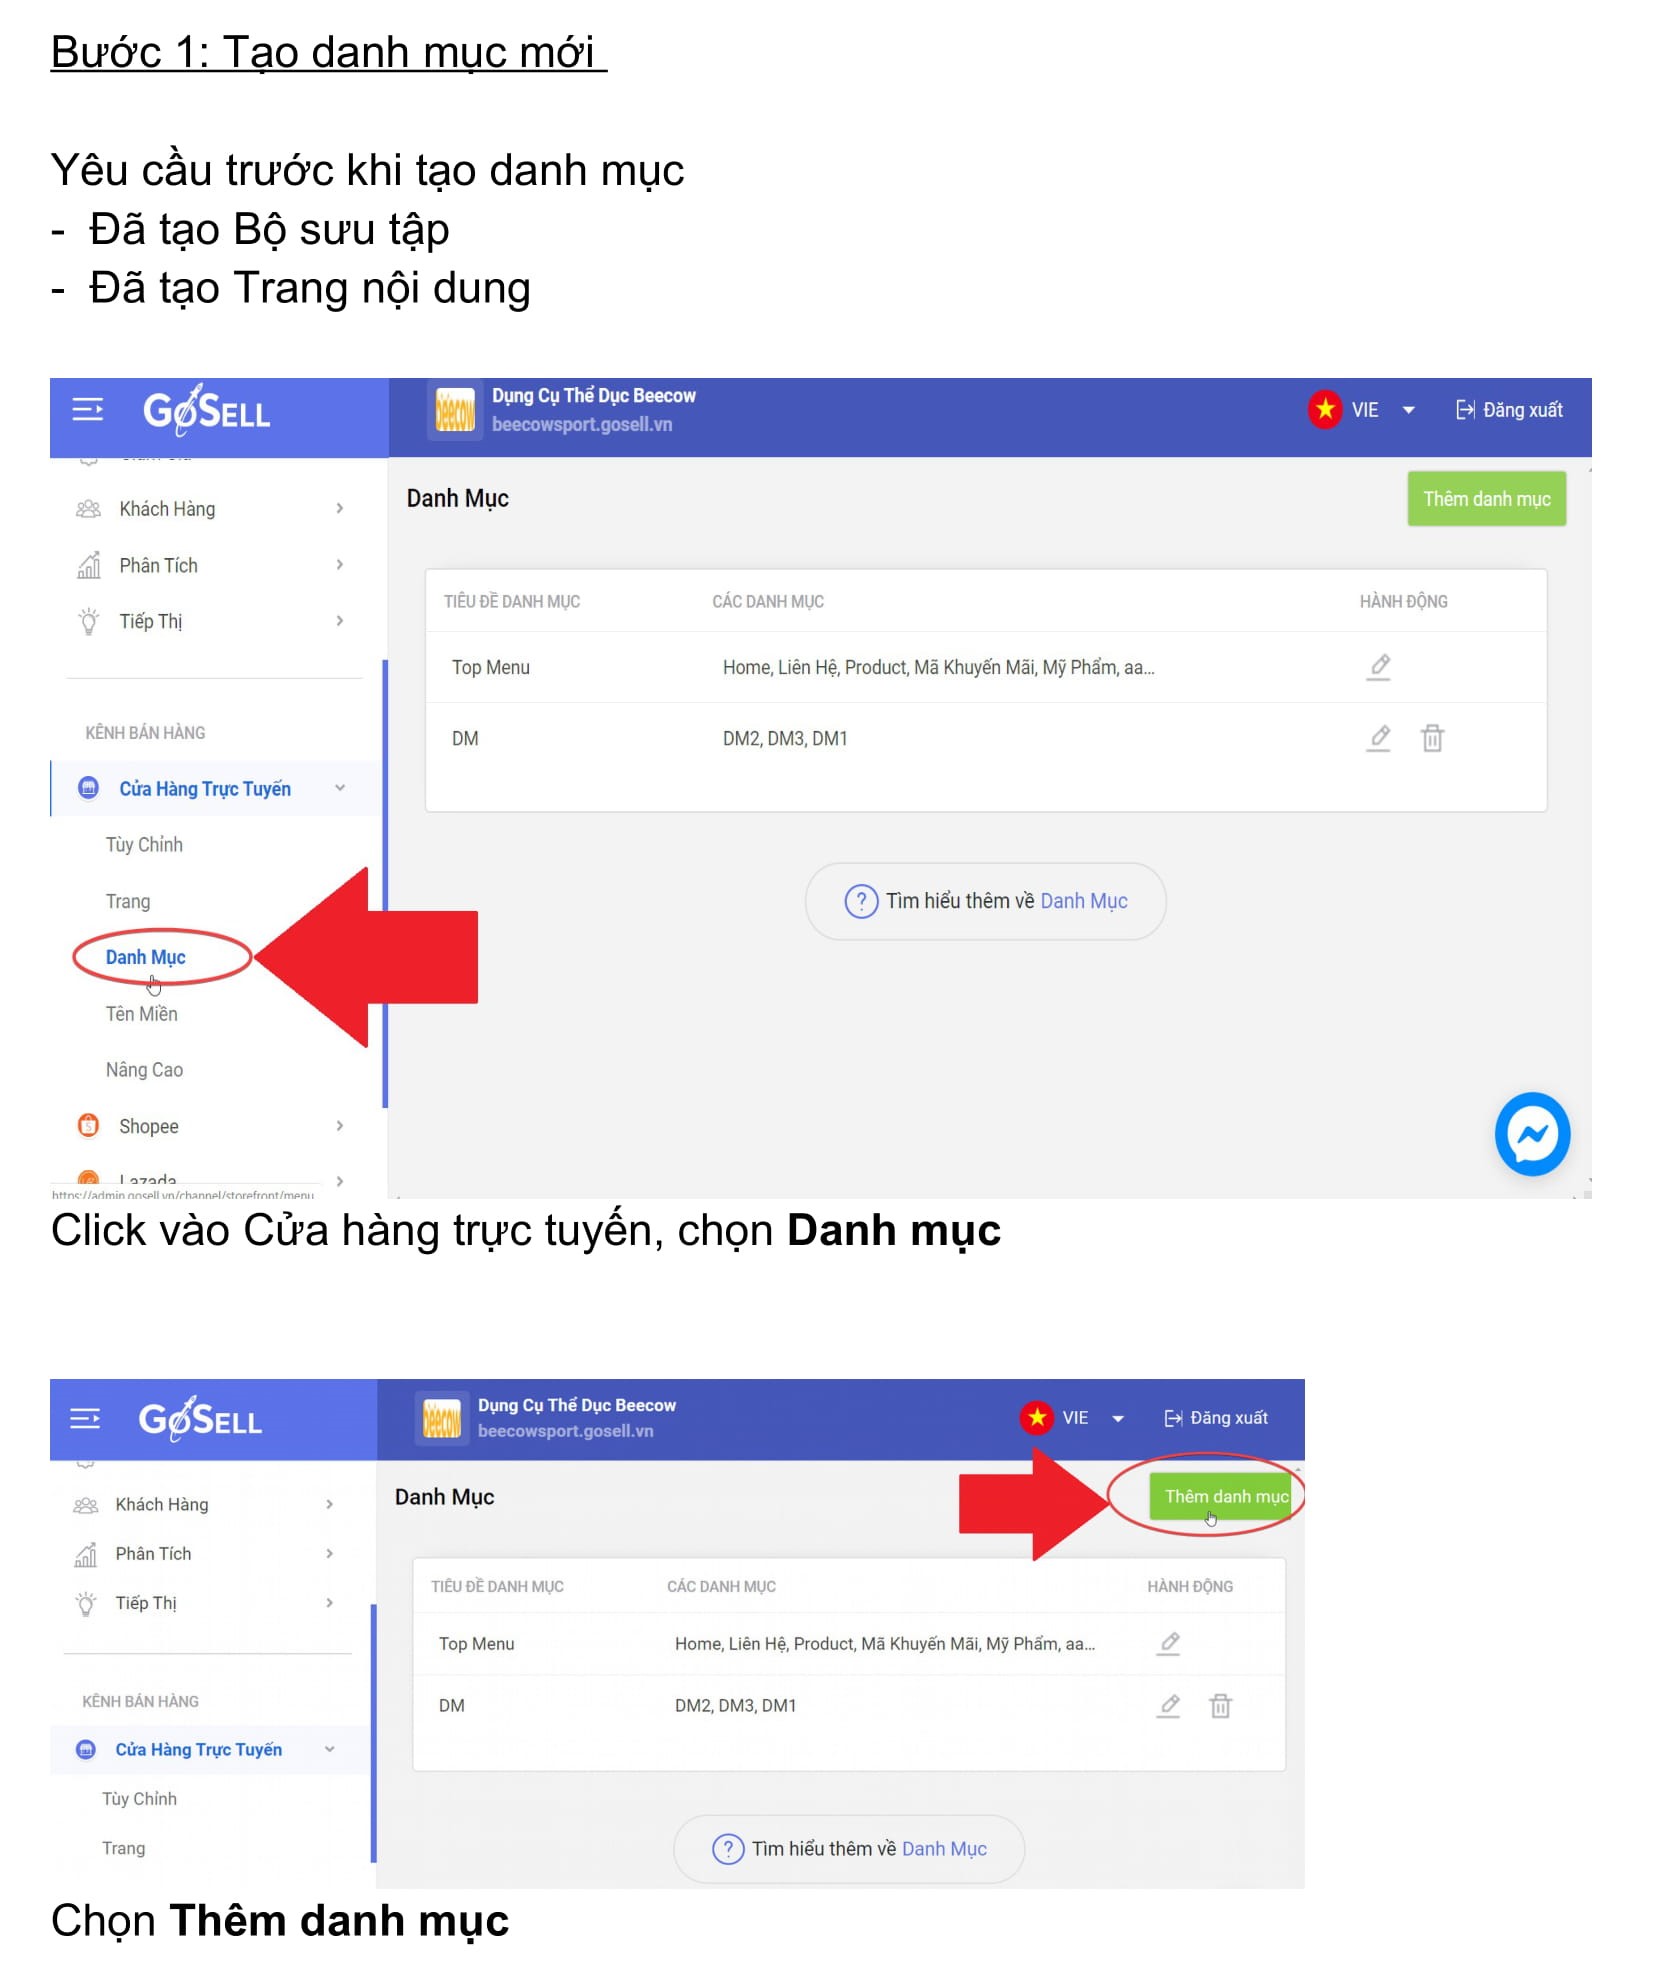 Bước 1: Tạo danh mục mới
Yêu cầu trước khi tạo danh mục
- Đã tạo Bộ sưu tập
- Đã tạo Trang nội dung
GOSELL
beecow
Dụng Cụ Thể Dục Beecow
beecowsport.gosell.vn
VIE
Đăng xuất
Khách Hàng
Phân Tích
Tiếp Thị
KÊNH BÁN HÀNG
Cửa Hàng Trực Tuyến
Tùy Chỉnh
Trang
Danh Mục
Tên Miền
Nâng Cao
Shopee
Lazada
https://admin.gosell.vn/channel/storefront/menu
Danh Mục
Thêm danh mục
TIÊU ĐỀ DANH MỤC CÁC DANH MỤC HÀNH ĐỘNG
Top Menu Home, Liên Hệ, Product, Mã Khuyến Mãi, Mỹ Phẩm, aa...
DM DM2, DM3, DM1
? Tìm hiểu thêm về Danh Mục
Click vào Cửa hàng trực tuyến, chọn Danh mục
GOSELL
beecow
Dụng Cụ Thể Dục Beecow
beecowsport.gosell.vn
VIE
Đăng xuất
Khách Hàng
Phân Tích
Tiếp Thị
KÊNH BÁN HÀNG
Cửa Hàng Trực Tuyến
Tùy Chỉnh
Trang
Danh Mục
Thêm danh mục
TIÊU ĐỀ DANH MỤC CÁC DANH MỤC HÀNH ĐỘNG
Top Menu Home, Liên Hệ, Product, Mã Khuyến Mãi, Mỹ Phẩm, aa...
DM DM2, DM3, DM1
? Tìm hiểu thêm về Danh Mục
Chọn Thêm danh mục